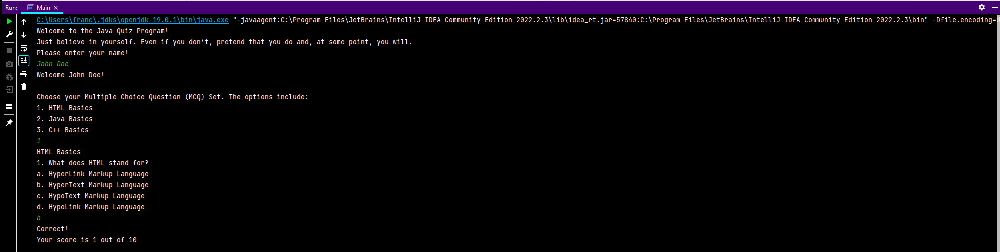 Run: Main
C:\Users\franc\.jdks\openjdk-19.0.1\bin\java.exe "-javaagent:C:\Program Files\JetBrains\IntelliJ IDEA Community Edition 2022.2.3\lib\idea_rt.jar=57840:C:\Program Files\JetBrains\IntelliJ IDEA Community Edition 2022.2.3\bin" -Dfile.encoding=U
Welcome to the Java Quiz Program!
Just believe in yourself. Even if you don’t, pretend that you do and, at some point, you will.
Please enter your name!
John Doe
Welcome John Doe!
Choose your Multiple Choice Question (MCQ) Set. The options include:
1. HTML Basics
2. Java Basics
3. C++ Basics
1
HTML Basics
1. What does HTML stand for?
a. HyperLink Markup Language
b. HyperText Markup Language
c. HypoText Markup Language
d. HypoLink Markup Language
b
Correct!
Your score is 1 out of 10